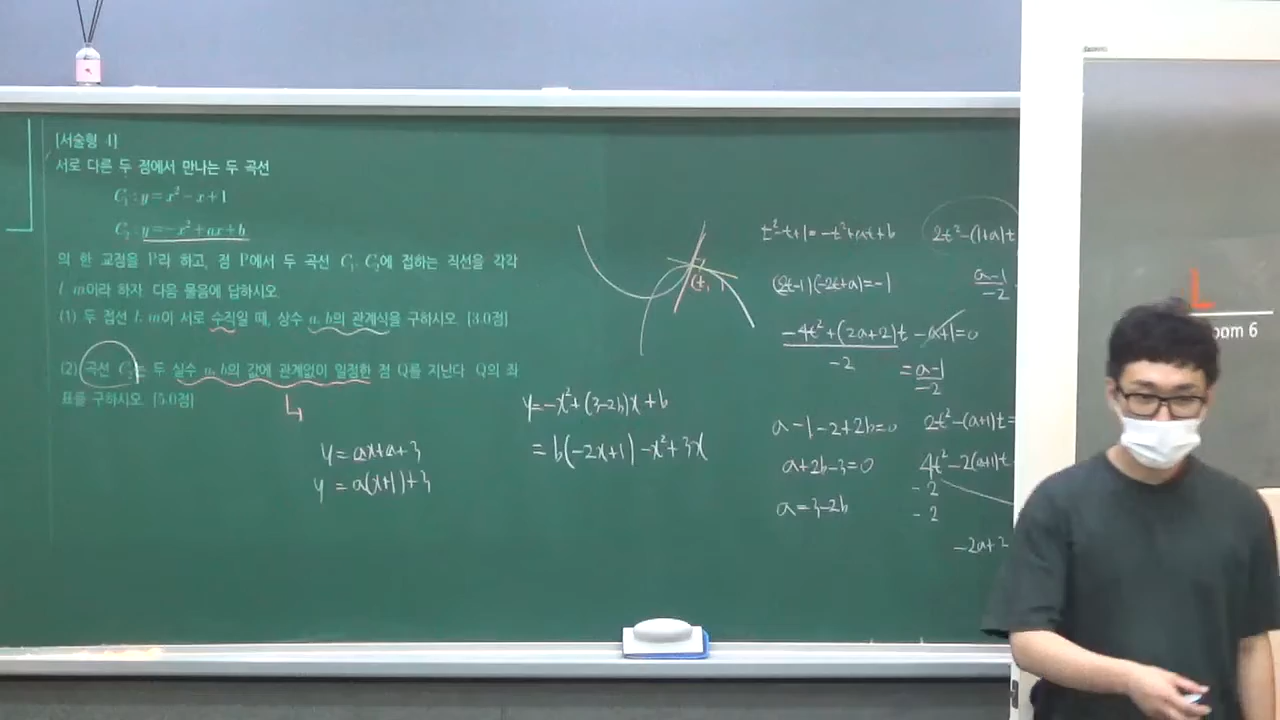 [서술형 4]
서로 다른 두 점에서 만나는 두 곡선
C₁ : y = x² - x + 1
C₂ : y = -x² + ax + b
의 한 교점을 P라 하고, 점 P에서 두 곡선 C₁, C₂에 접하는 직선을 각각
l, m이라 하자. 다음 물음에 답하시오.
(1) 두 접선 l, m이 서로 수직일 때, 상수 a, b의 관계식을 구하시오. [3.0점]
(2) 곡선 C₂는 두 실수 a, b의 값에 관계없이 일정한 점 Q를 지난다. Q의 좌
표를 구하시오. [5.0점]
y = ax + a + 3
y = a(x+1) + 3
y = -x² + (3-2b)x + b
= b(-2x+1) - x² + 3x
(t,
t² - t + 1 = -t² + at + b
(2t-1)(-2t+a) = -1
-4t² + (2a+2)t - a + 1 = 0
-2
= a-1
-2
a - 1 - 2 + 2b = 0
a + 2b - 3 = 0
a = 3 - 2b
2t² - (1+a)t
a-1
-2
2t² - (a+1)t =
4t² - 2(a+1)t
-2
-2
-2a+2
L
oom 6